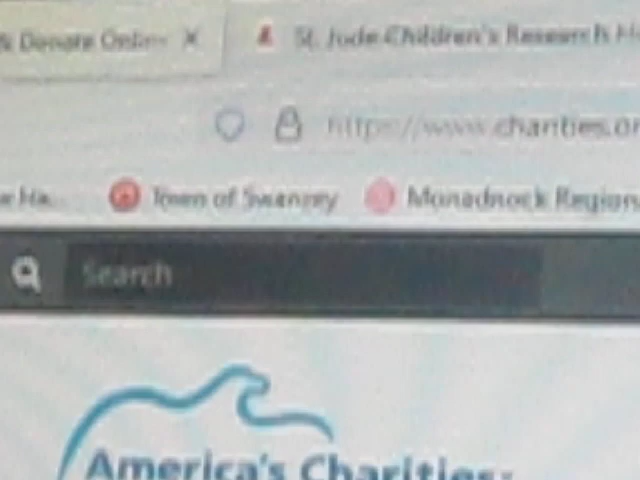 & Donate Online ×
St. Jude Children's Research
https://www.charities.or
Town of Swanzey
Monadnock Region
Search
America's Charities